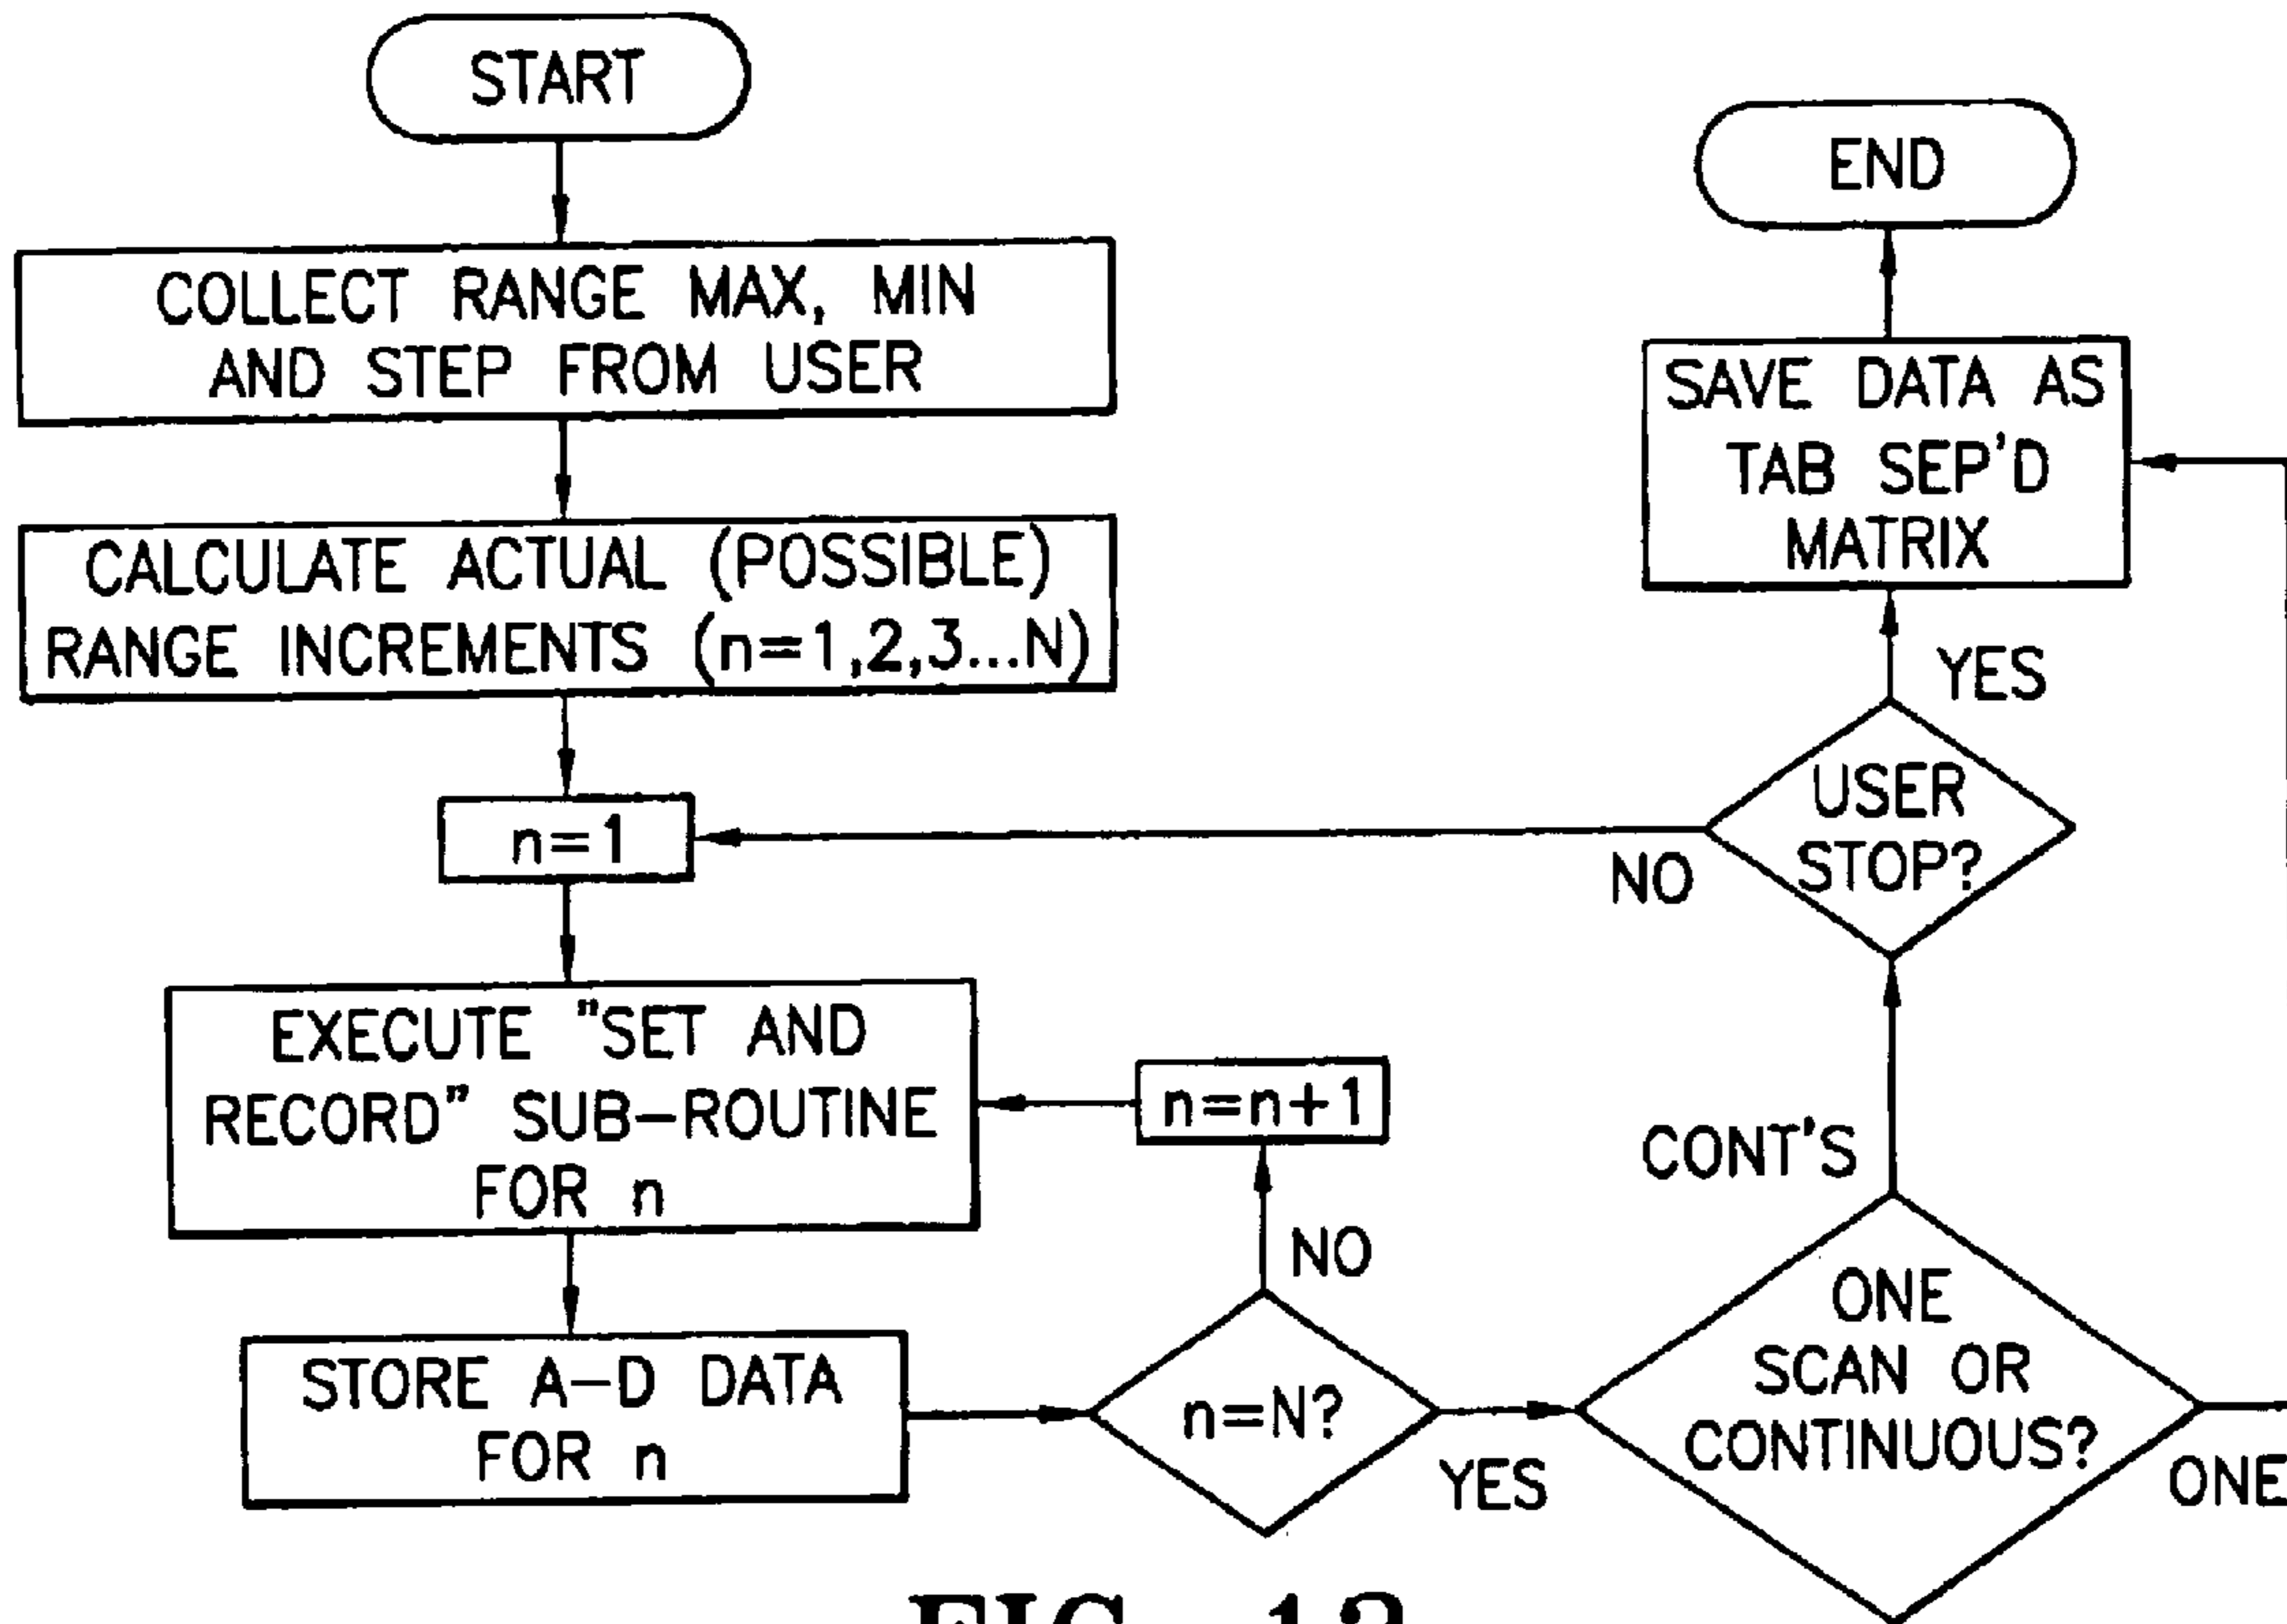 START
COLLECT RANGE MAX, MIN
AND STEP FROM USER
CALCULATE ACTUAL (POSSIBLE)
RANGE INCREMENTS (n=1,2,3...N)
n=1
EXECUTE "SET AND
RECORD" SUB-ROUTINE
FOR n
STORE A-D DATA
FOR n
n=n+1
NO
n=N?
YES
ONE
SCAN OR
CONTINUOUS?
ONE
CONT'S
USER
STOP?
NO
YES
SAVE DATA AS
TAB SEP'D
MATRIX
END